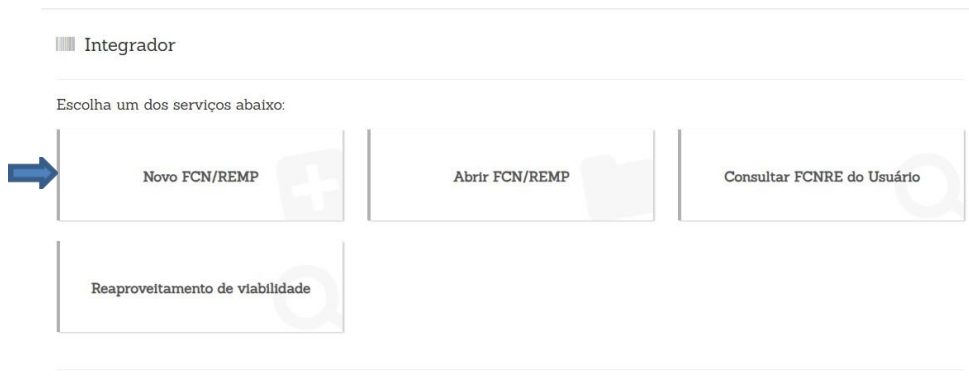 Integrador
Escolha um dos serviços abaixo:
Novo FCN/REMP
Abrir FCN/REMP
Consultar FCNRE do Usuário
Reaproveitamento de viabilidade